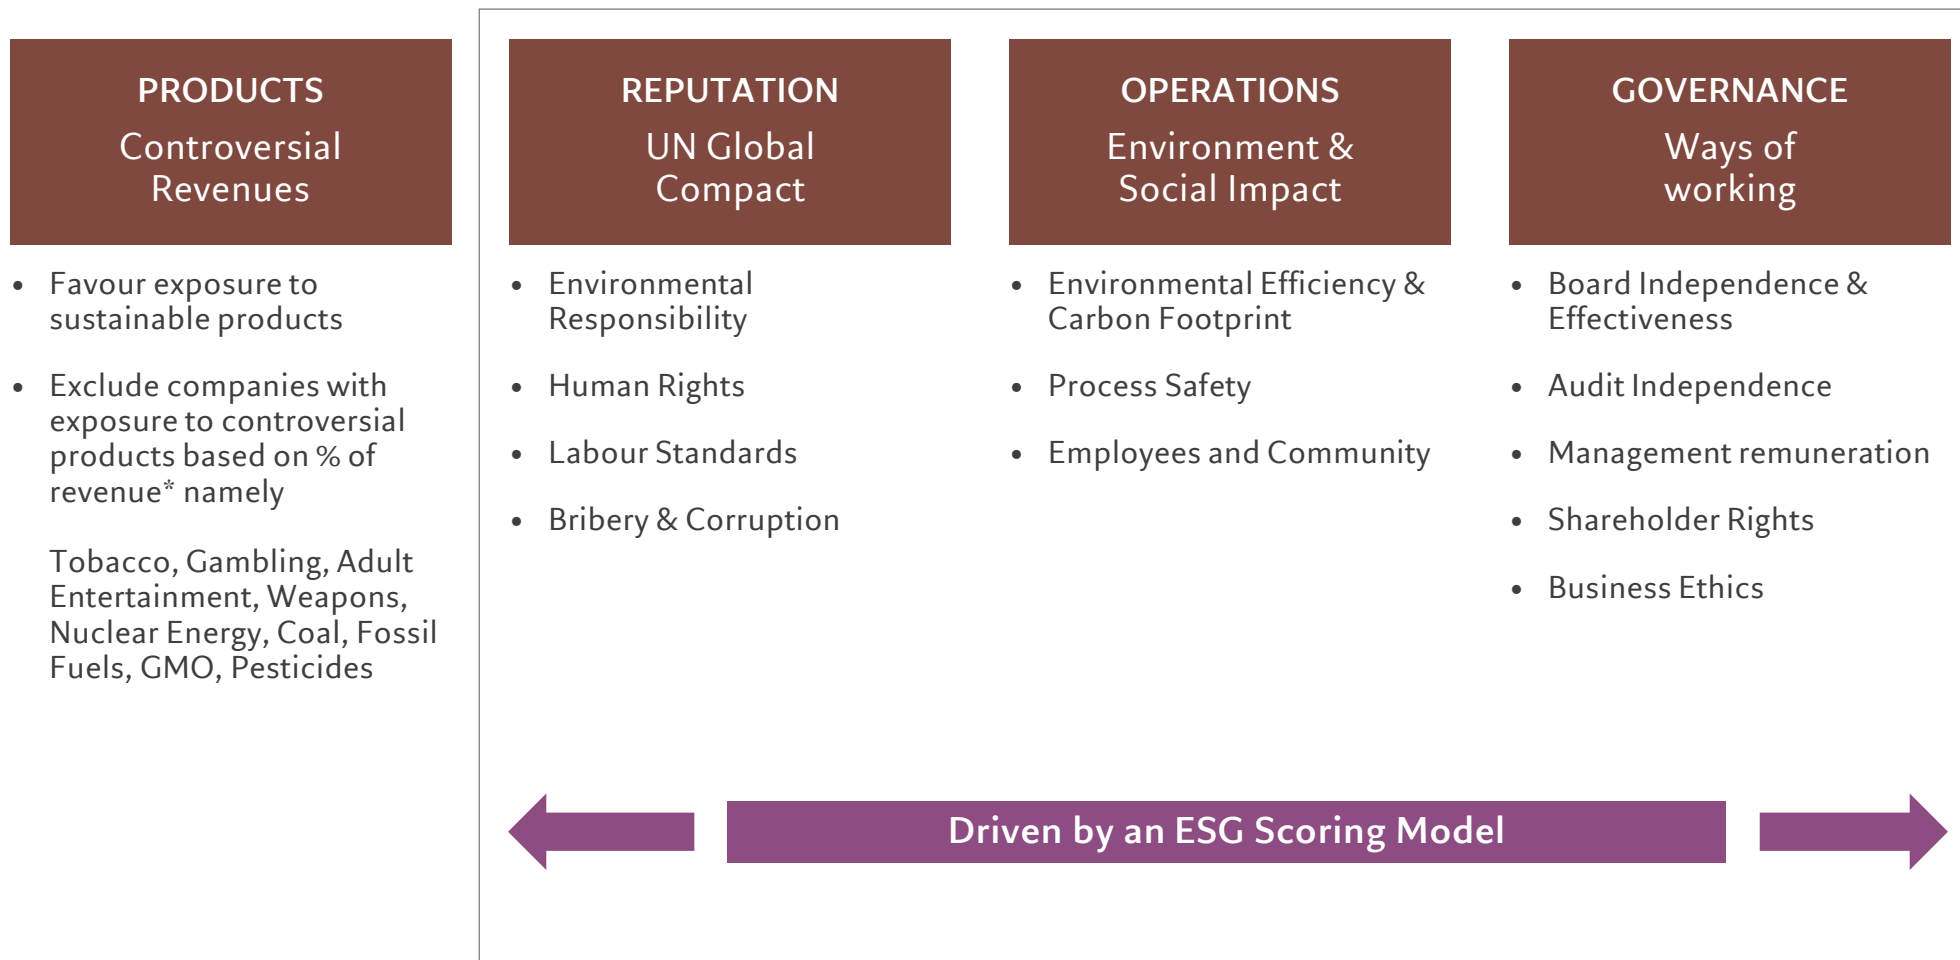 PRODUCTS
Controversial
Revenues
• Favour exposure to
sustainable products
• Exclude companies with
exposure to controversial
products based on % of
revenue* namely
Tobacco, Gambling, Adult
Entertainment, Weapons,
Nuclear Energy, Coal, Fossil
Fuels, GMO, Pesticides
REPUTATION
UN Global
Compact
• Environmental
Responsibility
• Human Rights
• Labour Standards
• Bribery & Corruption
OPERATIONS
Environment &
Social Impact
• Environmental Efficiency &
Carbon Footprint
• Process Safety
• Employees and Community
GOVERNANCE
Ways of
working
• Board Independence &
Effectiveness
• Audit Independence
• Management remuneration
• Shareholder Rights
• Business Ethics
Driven by an ESG Scoring Model